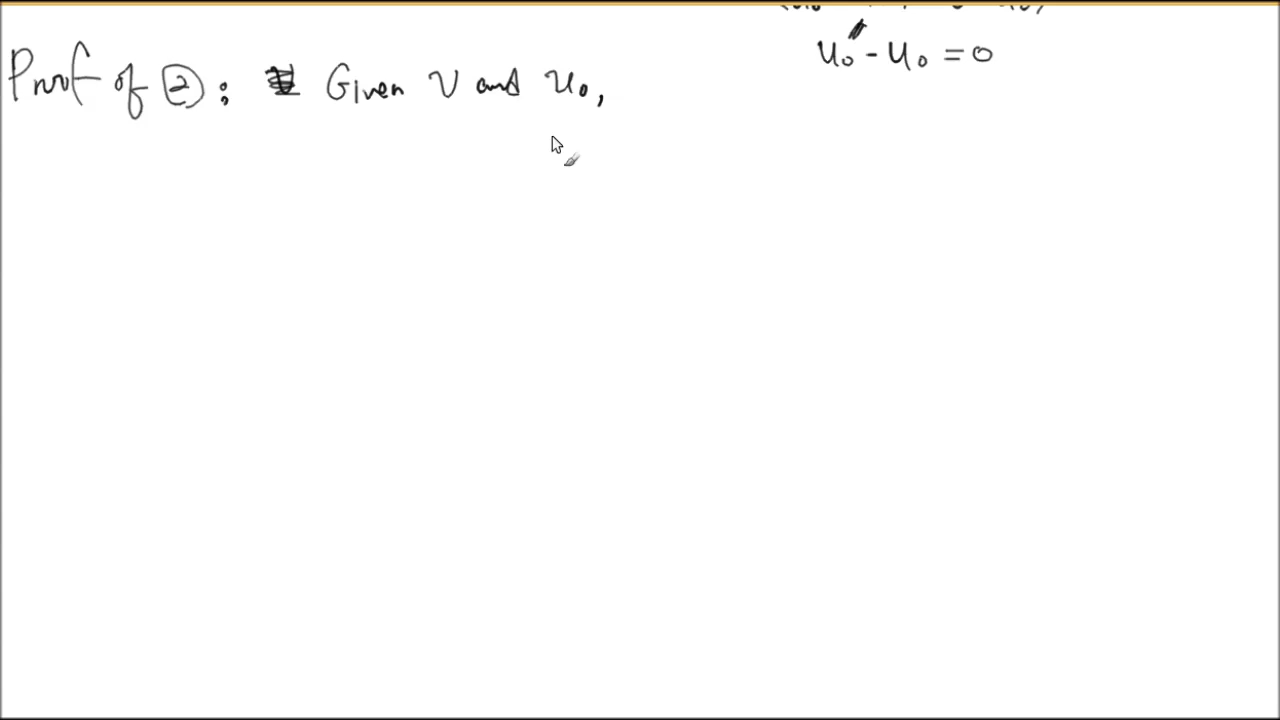 u₀ - u₀ = 0
Proof of ②: Given V and u₀,